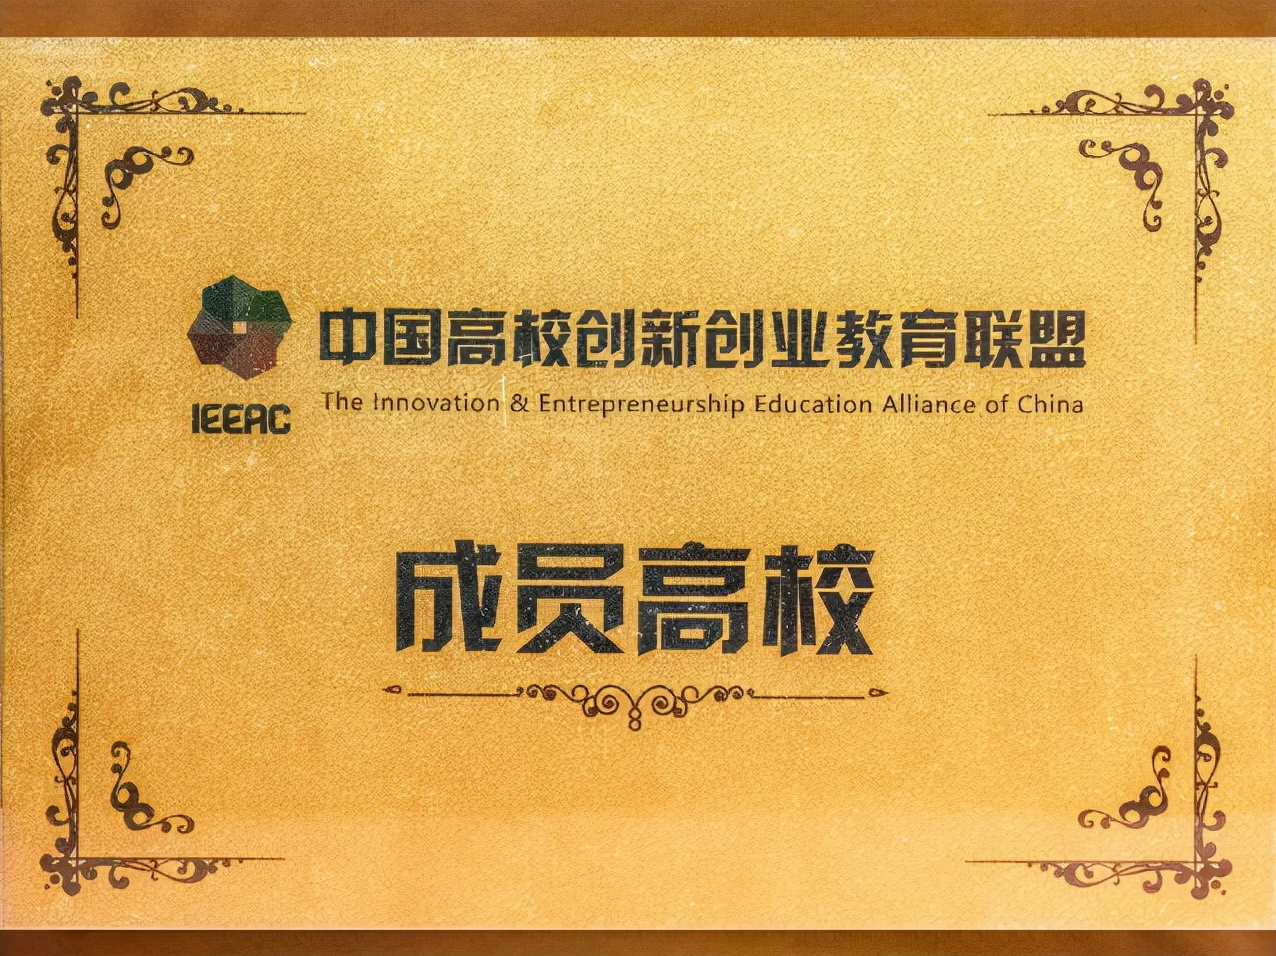 中国高校创新创业教育联盟
The Innovation & Entrepreneurship Education Alliance of China
IEEAC
成员高校